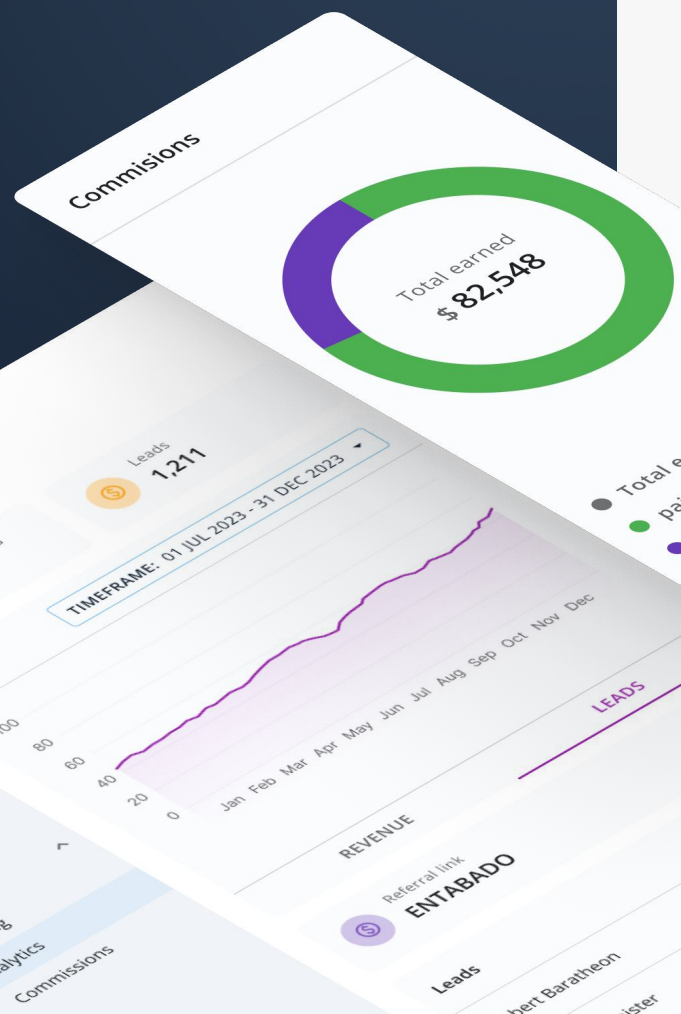 Commisions
Total earned
$ 82,548
Total
Leads
1,211
TIMEFRAME: 01 JUL 2023 - 31 DEC 2023
80
60
40
20
0
Jan Feb Mar Apr May Jun Jul Aug Sep Oct Nov Dec
LEADS
REVENUE
Referral link
ENTABADO
Leads
Baratheon
Commissions